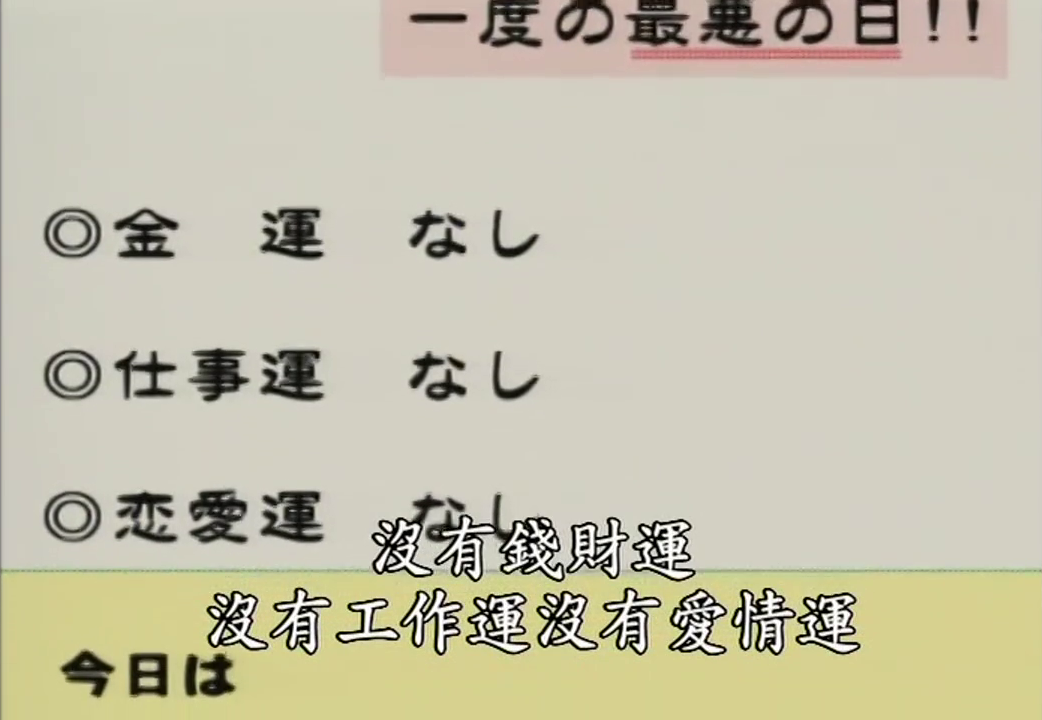 一度の最悪の日!!
◎金　運　なし
◎仕事運　なし
◎恋愛運　なし
沒有錢財運
沒有工作運沒有愛情運
今日は